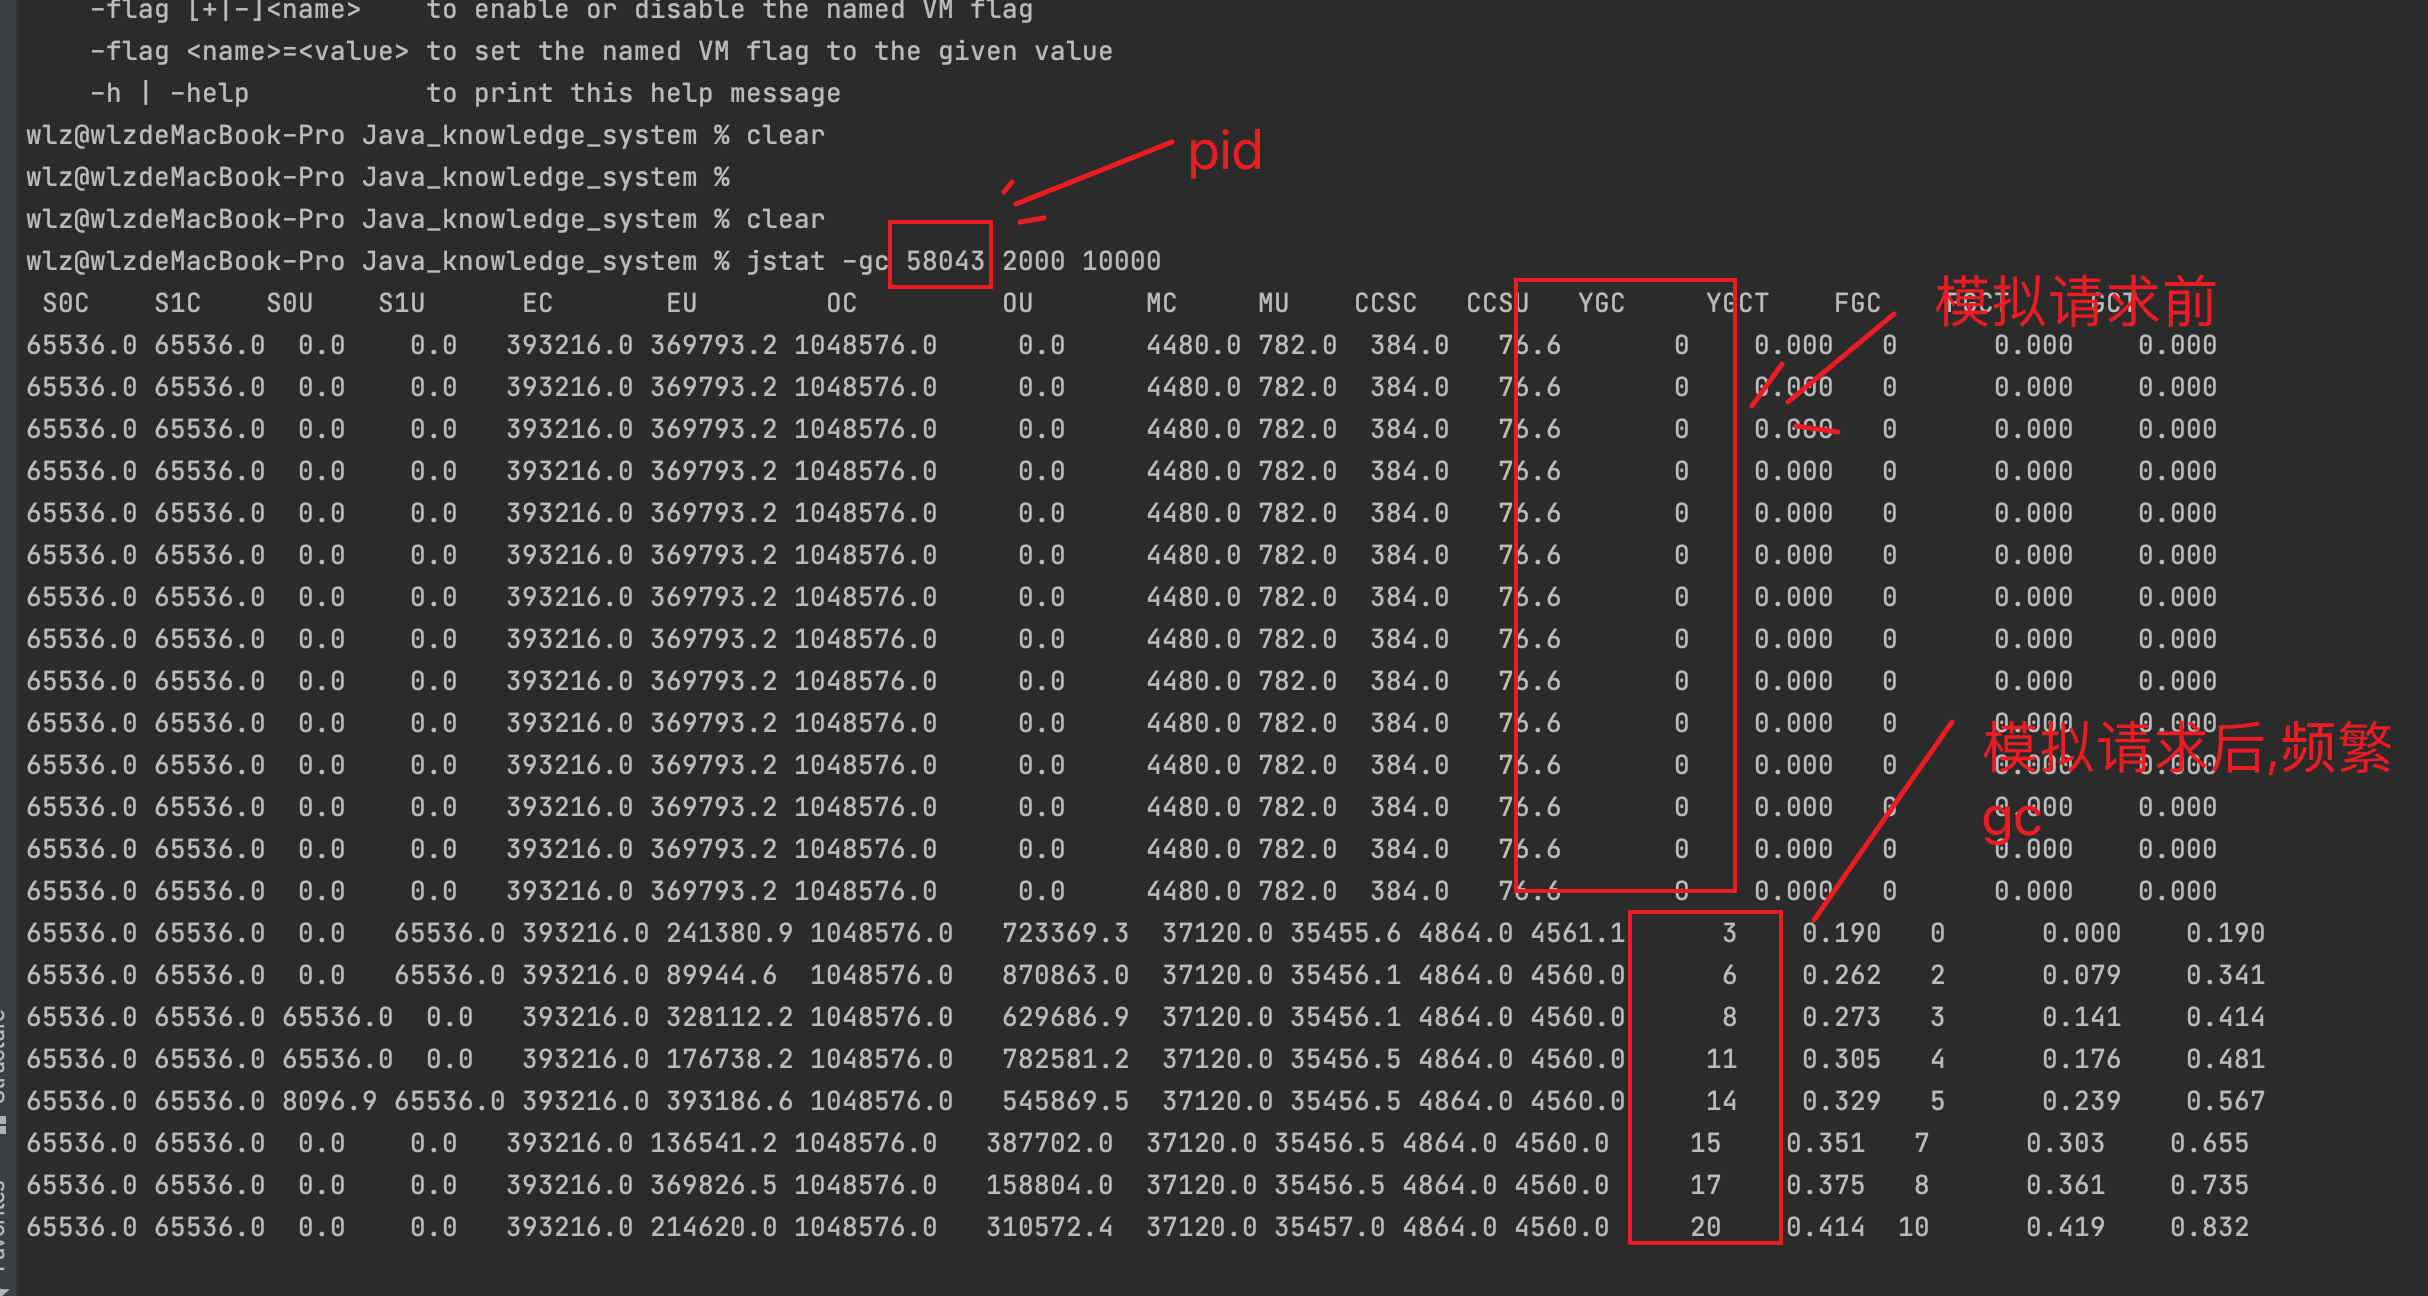 -flag [+|-]<name>    to enable or disable the named VM flag
-flag <name>=<value> to set the named VM flag to the given value
-h | -help           to print this help message
wlz@wlzdeMacBook-Pro Java_knowledge_system % clear
pid
wlz@wlzdeMacBook-Pro Java_knowledge_system %
wlz@wlzdeMacBook-Pro Java_knowledge_system % clear
wlz@wlzdeMacBook-Pro Java_knowledge_system % jstat -gc 58043 2000 10000
S0C S1C S0U S1U EC EU OC OU MC MU CCSC CCSU YGC YGCT FGC FGCT GCT
模拟请求前
65536.0 65536.0 0.0 0.0 393216.0 369793.2 1048576.0 0.0 4480.0 782.0 384.0 76.6 0 0.000 0 0.000 0.000
65536.0 65536.0 0.0 0.0 393216.0 369793.2 1048576.0 0.0 4480.0 782.0 384.0 76.6 0 0.000 0 0.000 0.000
65536.0 65536.0 0.0 0.0 393216.0 369793.2 1048576.0 0.0 4480.0 782.0 384.0 76.6 0 0.000 0 0.000 0.000
65536.0 65536.0 0.0 0.0 393216.0 369793.2 1048576.0 0.0 4480.0 782.0 384.0 76.6 0 0.000 0 0.000 0.000
65536.0 65536.0 0.0 0.0 393216.0 369793.2 1048576.0 0.0 4480.0 782.0 384.0 76.6 0 0.000 0 0.000 0.000
65536.0 65536.0 0.0 0.0 393216.0 369793.2 1048576.0 0.0 4480.0 782.0 384.0 76.6 0 0.000 0 0.000 0.000
65536.0 65536.0 0.0 0.0 393216.0 369793.2 1048576.0 0.0 4480.0 782.0 384.0 76.6 0 0.000 0 0.000 0.000
65536.0 65536.0 0.0 0.0 393216.0 369793.2 1048576.0 0.0 4480.0 782.0 384.0 76.6 0 0.000 0 0.000 0.000
65536.0 65536.0 0.0 0.0 393216.0 369793.2 1048576.0 0.0 4480.0 782.0 384.0 76.6 0 0.000 0 0.000 0.000
65536.0 65536.0 0.0 0.0 393216.0 369793.2 1048576.0 0.0 4480.0 782.0 384.0 76.6 0 0.000 0 0.000 0.000
模拟请求后,频繁
65536.0 65536.0 0.0 0.0 393216.0 369793.2 1048576.0 0.0 4480.0 782.0 384.0 76.6 0 0.000 0 0.000 0.000
65536.0 65536.0 0.0 0.0 393216.0 369793.2 1048576.0 0.0 4480.0 782.0 384.0 76.6 0 0.000 0 0.000 0.000
gc
65536.0 65536.0 0.0 0.0 393216.0 369793.2 1048576.0 0.0 4480.0 782.0 384.0 76.6 0 0.000 0 0.000 0.000
65536.0 65536.0 0.0 0.0 393216.0 369793.2 1048576.0 0.0 4480.0 782.0 384.0 76.6 0 0.000 0 0.000 0.000
65536.0 65536.0 0.0 65536.0 393216.0 241380.9 1048576.0 723369.3 37120.0 35455.6 4864.0 4561.1 3 0.190 0 0.000 0.190
65536.0 65536.0 0.0 65536.0 393216.0 89944.6 1048576.0 870863.0 37120.0 35456.1 4864.0 4560.0 6 0.262 2 0.079 0.341
65536.0 65536.0 65536.0 0.0 393216.0 328112.2 1048576.0 629686.9 37120.0 35456.1 4864.0 4560.0 8 0.273 3 0.141 0.414
65536.0 65536.0 65536.0 0.0 393216.0 176738.2 1048576.0 782581.2 37120.0 35456.5 4864.0 4560.0 11 0.305 4 0.176 0.481
65536.0 65536.0 8096.9 65536.0 393216.0 393186.6 1048576.0 545869.5 37120.0 35456.5 4864.0 4560.0 14 0.329 5 0.239 0.567
65536.0 65536.0 0.0 0.0 393216.0 136541.2 1048576.0 387702.0 37120.0 35456.5 4864.0 4560.0 15 0.351 7 0.303 0.655
65536.0 65536.0 0.0 0.0 393216.0 369826.5 1048576.0 158804.0 37120.0 35456.5 4864.0 4560.0 17 0.375 8 0.361 0.735
65536.0 65536.0 0.0 0.0 393216.0 214620.0 1048576.0 310572.4 37120.0 35457.0 4864.0 4560.0 20 0.414 10 0.419 0.832